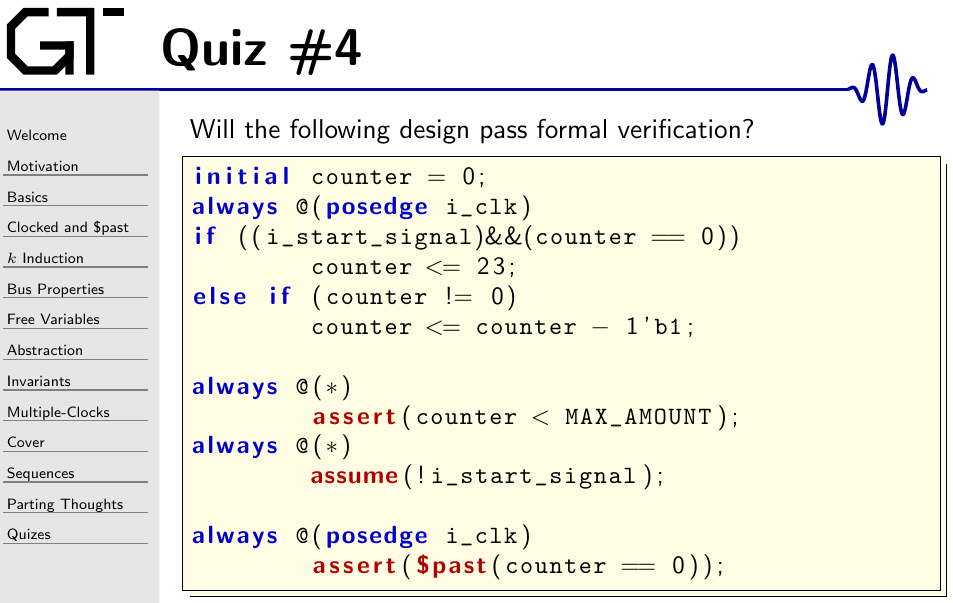 GT
Quiz #4
Welcome
Motivation
Basics
Clocked and $past
k Induction
Bus Properties
Free Variables
Abstraction
Invariants
Multiple-Clocks
Cover
Sequences
Parting Thoughts
Quizes
Will the following design pass formal verification?
initial counter = 0;
always @(posedge i_clk)
if ((i_start_signal)&&(counter == 0))
        counter <= 23;
else if (counter != 0)
        counter <= counter - 1'b1;
always @(*)
        assert(counter < MAX_AMOUNT);
always @(*)
        assume(!i_start_signal);
always @(posedge i_clk)
        assert($past(counter == 0));